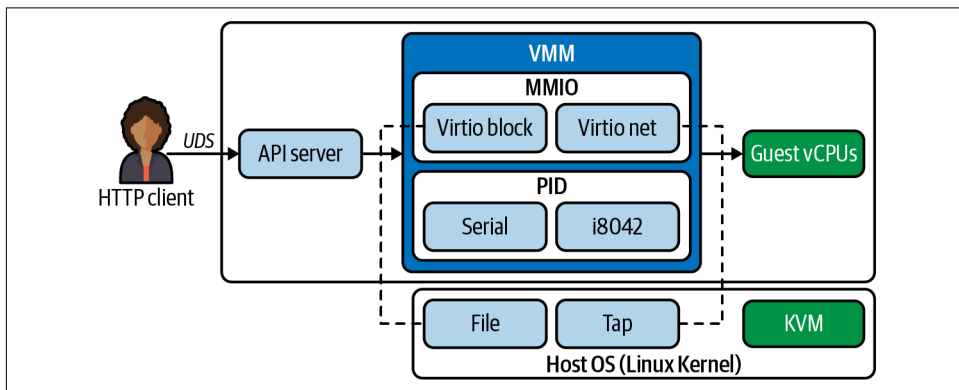 VMM
MMIO
Virtio block
Virtio net
UDS
API server
Guest vCPUs
HTTP client
PID
Serial
i8042
File
Tap
KVM
Host OS (Linux Kernel)